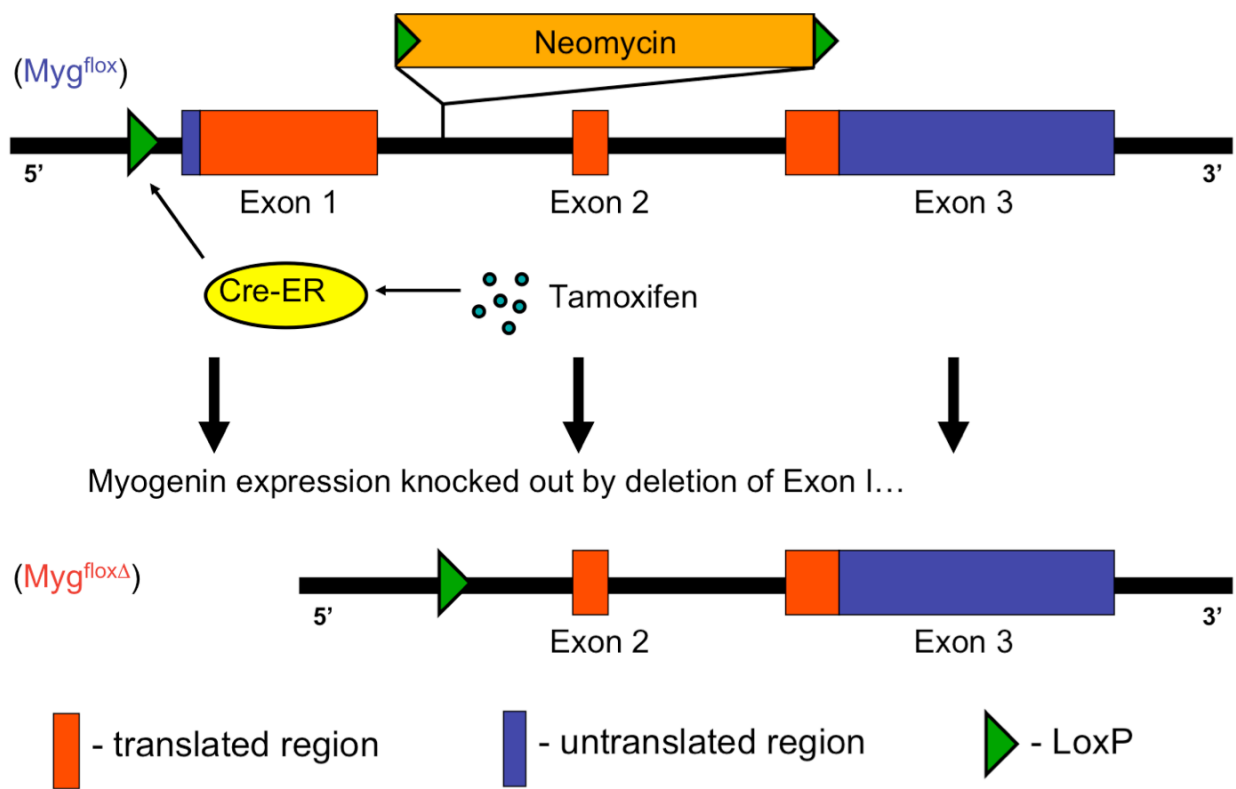 Neomycin
(Myg^flox)
5’
3’
Exon 1
Exon 2
Exon 3
Cre-ER
Tamoxifen
Myogenin expression knocked out by deletion of Exon I…
(Myg^floxΔ)
5’
3’
Exon 2
Exon 3
- translated region
- untranslated region
- LoxP